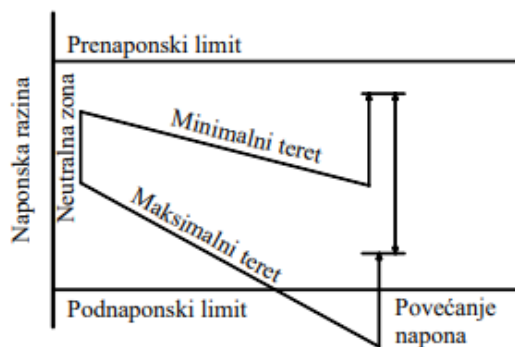 Naponska razina
Neutralna zona
Prenaponski limit
Minimalni teret
Maksimalni teret
Podnaponski limit
Povećanje
napona